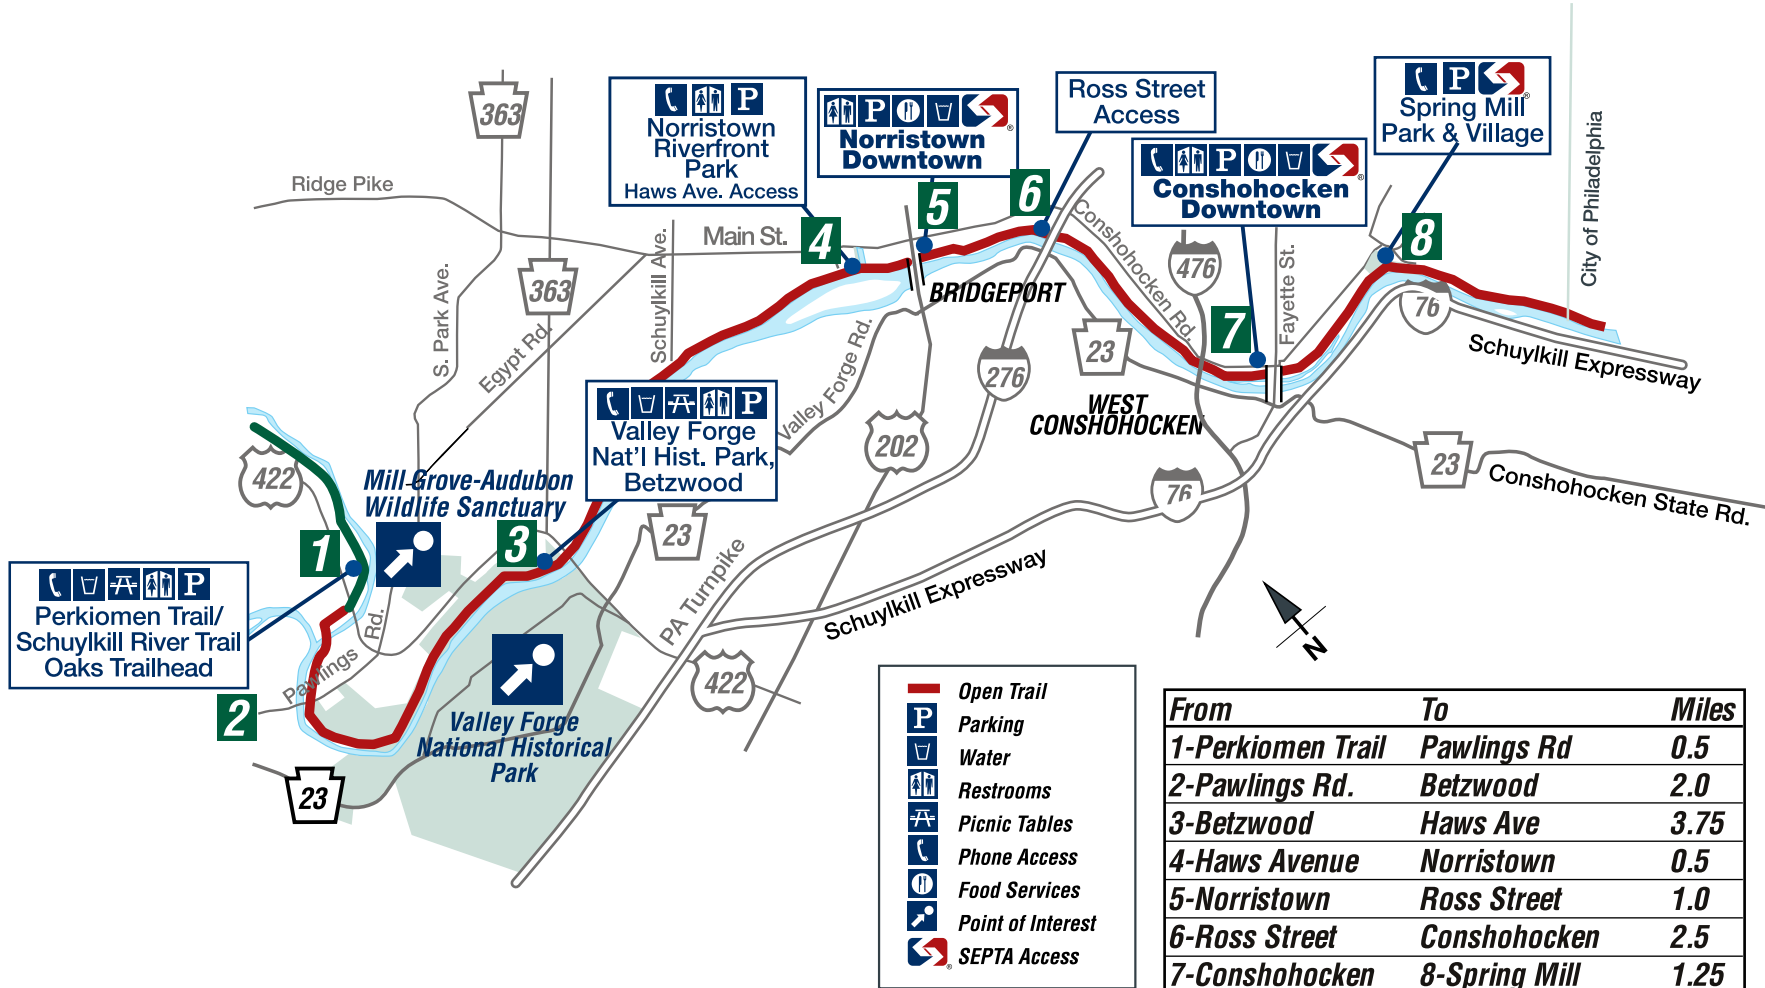 363
Ridge Pike
Norristown
Riverfront
Park
Haws Ave. Access
P
P
Norristown
Downtown
Ross Street
Access
P
Conshohocken
Downtown
P
Spring Mill
Park & Village
City of Philadelphia
363
S. Park Ave.
Egypt Rd.
Schuylkill Ave.
Main St.
4
5
6
7
8
BRIDGEPORT
Conshohocken Rd.
476
Fayette St.
76
Schuylkill Expressway
23
276
Valley Forge Rd.
202
WEST
CONSHOHOCKEN
23
Conshohocken State Rd.
76
422
Mill Grove-Audubon
Wildlife Sanctuary
P
Valley Forge
Nat'l Hist. Park,
Betzwood
23
1
3
P
Perkiomen Trail/
Schuylkill River Trail
Oaks Trailhead
2
Pawlings Rd.
PA Turnpike
Schuylkill Expressway
422
Valley Forge
National Historical
Park
23
N
Open Trail
P Parking
Water
Restrooms
Picnic Tables
Phone Access
Food Services
Point of Interest
SEPTA Access
From To Miles
1-Perkiomen Trail Pawlings Rd 0.5
2-Pawlings Rd. Betzwood 2.0
3-Betzwood Haws Ave 3.75
4-Haws Avenue Norristown 0.5
5-Norristown Ross Street 1.0
6-Ross Street Conshohocken 2.5
7-Conshohocken 8-Spring Mill 1.25